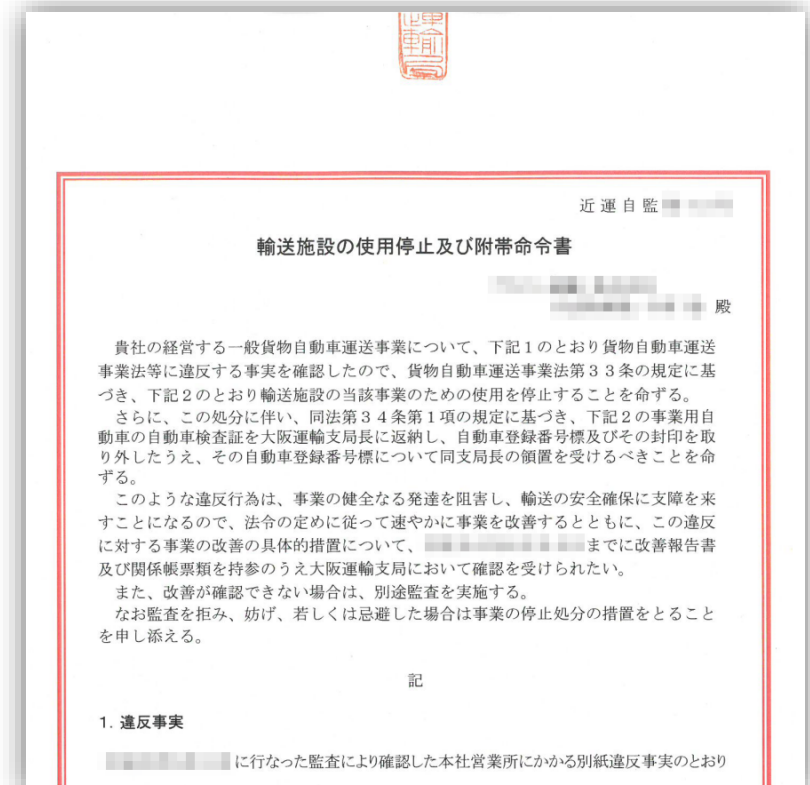 運輸局
近運自監
輸送施設の使用停止及び附帯命令書
殿
貴社の経営する一般貨物自動車運送事業について、下記１のとおり貨物自動車運送
事業法等に違反する事実を確認したので、貨物自動車運送事業法第３３条の規定に基
づき、下記２のとおり輸送施設の当該事業のための使用を停止することを命ずる。
さらに、この処分に伴い、同法第３４条第１項の規定に基づき、下記２の事業用自
動車の自動車検査証を大阪運輸支局長に返納し、自動車登録番号標及びその封印を取
り外したうえ、その自動車登録番号標について同支局長の領置を受けるべきことを命
ずる。
このような違反行為は、事業の健全なる発達を阻害し、輸送の安全確保に支障を来
すことになるので、法令の定めに従って速やかに事業を改善するとともに、この違反
に対する事業の改善の具体的措置について、までに改善報告書
及び関係帳票類を持参のうえ大阪運輸支局において確認を受けられたい。
また、改善が確認できない場合は、別途監査を実施する。
なお監査を拒み、妨げ、若しくは忌避した場合は事業の停止処分の措置をとること
を申し添える。
記
1. 違反事実
に行なった監査により確認した本社営業所にかかる別紙違反事実のとおり